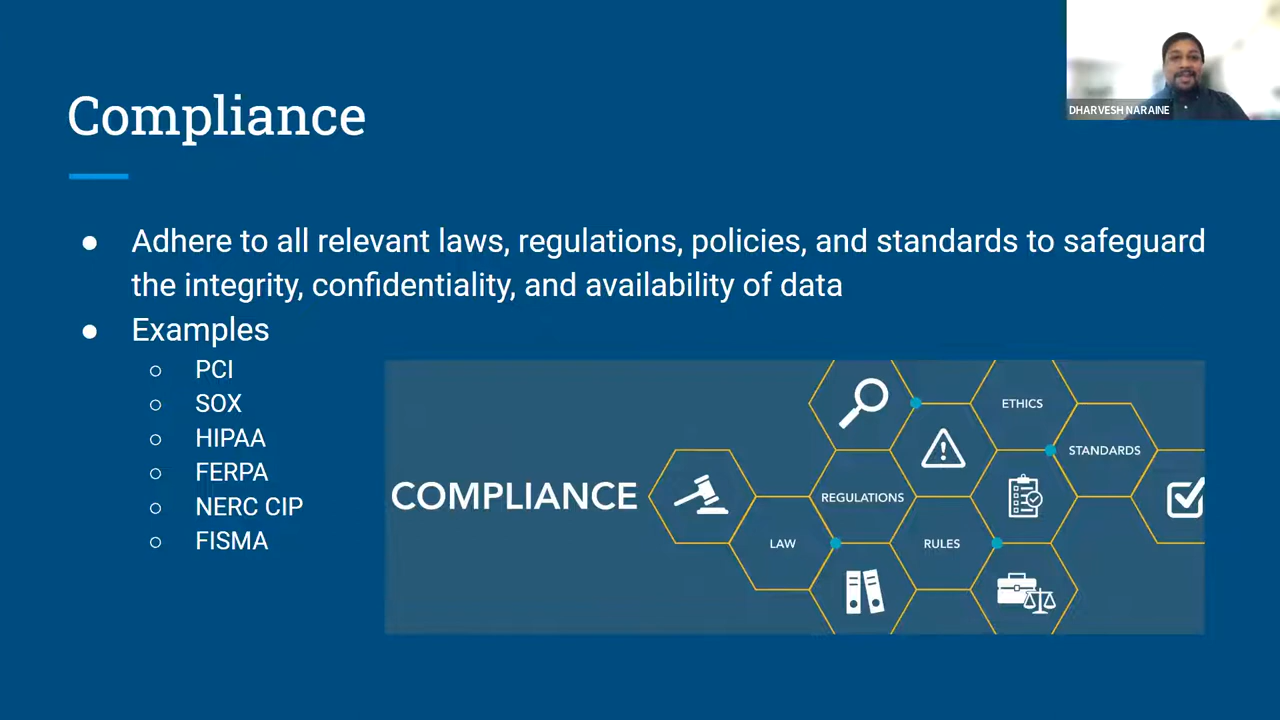 Compliance
DHARVESH NARAINE
● Adhere to all relevant laws, regulations, policies, and standards to safeguard
the integrity, confidentiality, and availability of data
● Examples
○ PCI
○ SOX
○ HIPAA
○ FERPA
○ NERC CIP
○ FISMA
COMPLIANCE
ETHICS
STANDARDS
REGULATIONS
LAW
RULES